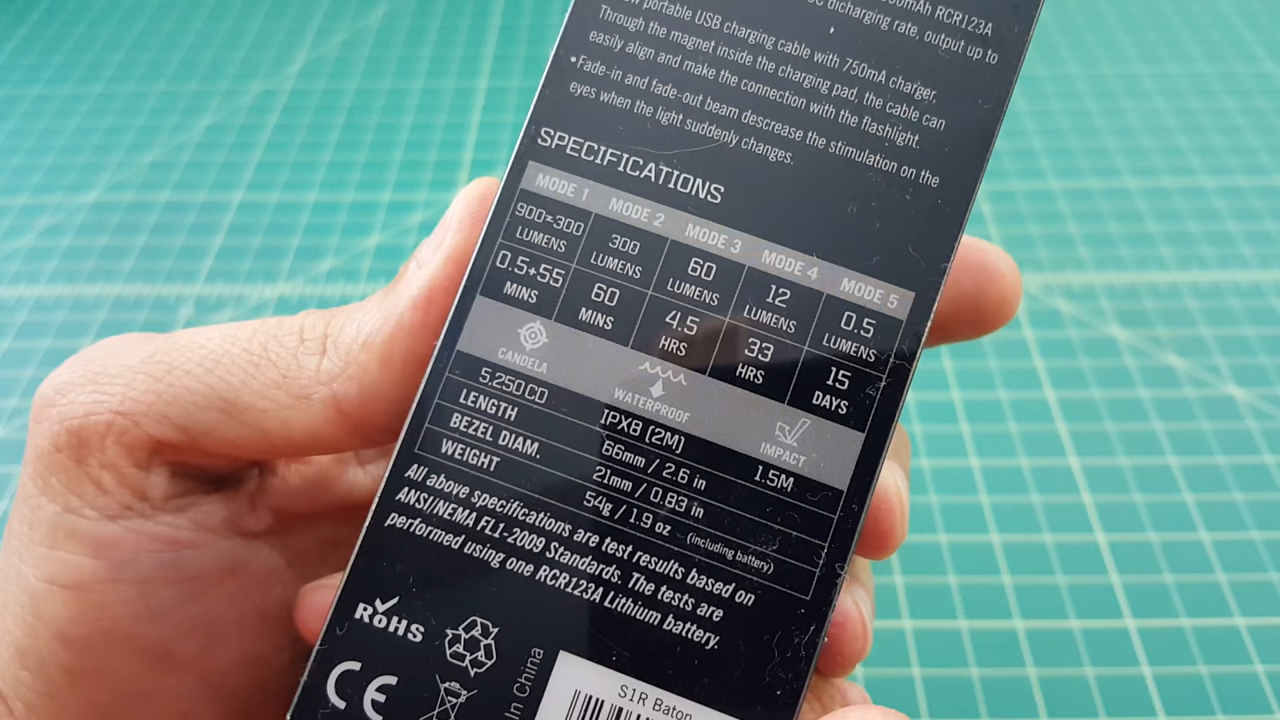 mAh RCR123A
dicharging rate, output up to
portable USB charging cable with 750mA charger,
Through the magnet inside the charging pad, the cable can
easily align and make the connection with the flashlight.
•Fade-in and fade-out beam descrease the stimulation on the
eyes when the light suddenly changes.
SPECIFICATIONS
MODE 1 MODE 2 MODE 3 MODE 4 MODE 5
900≈300 LUMENS 300 LUMENS 60 LUMENS 12 LUMENS 0.5 LUMENS
0.5+55 MINS 60 MINS 4.5 HRS 33 HRS 15 DAYS
CANDELA WATERPROOF IMPACT
5,250 CD IPX8 (2M) 1.5M
LENGTH 66mm / 2.6 in
BEZEL DIAM. 21mm / 0.83 in
WEIGHT 54g / 1.9 oz (including battery)
All above specifications are test results based on
ANSI/NEMA FL1-2009 Standards. The tests are
performed using one RCR123A Lithium battery.
RoHS
CE
In China
S1R Baton